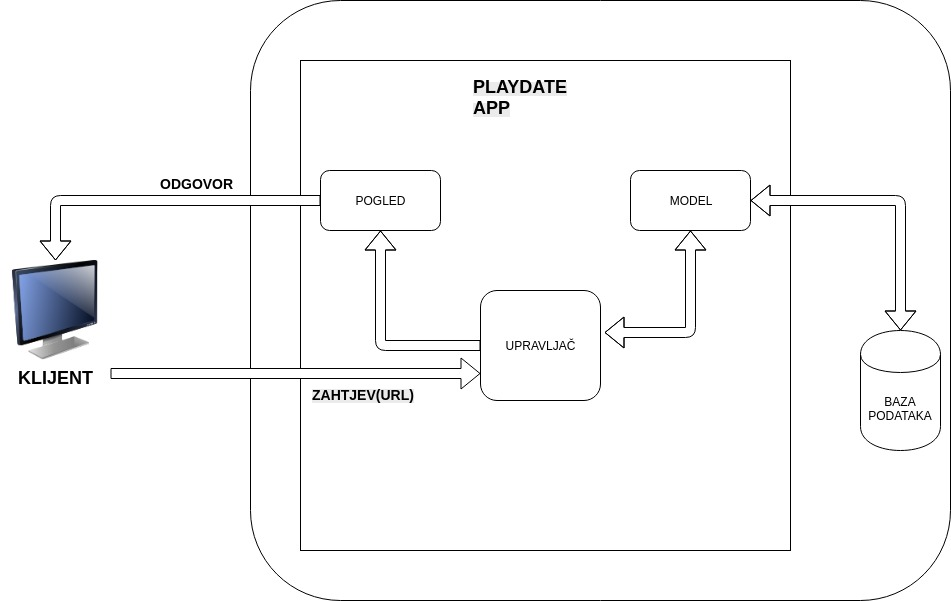 PLAYDATE
APP
ODGOVOR
POGLED
MODEL
UPRAVLJAČ
KLIJENT
ZAHTJEV(URL)
BAZA
PODATAKA